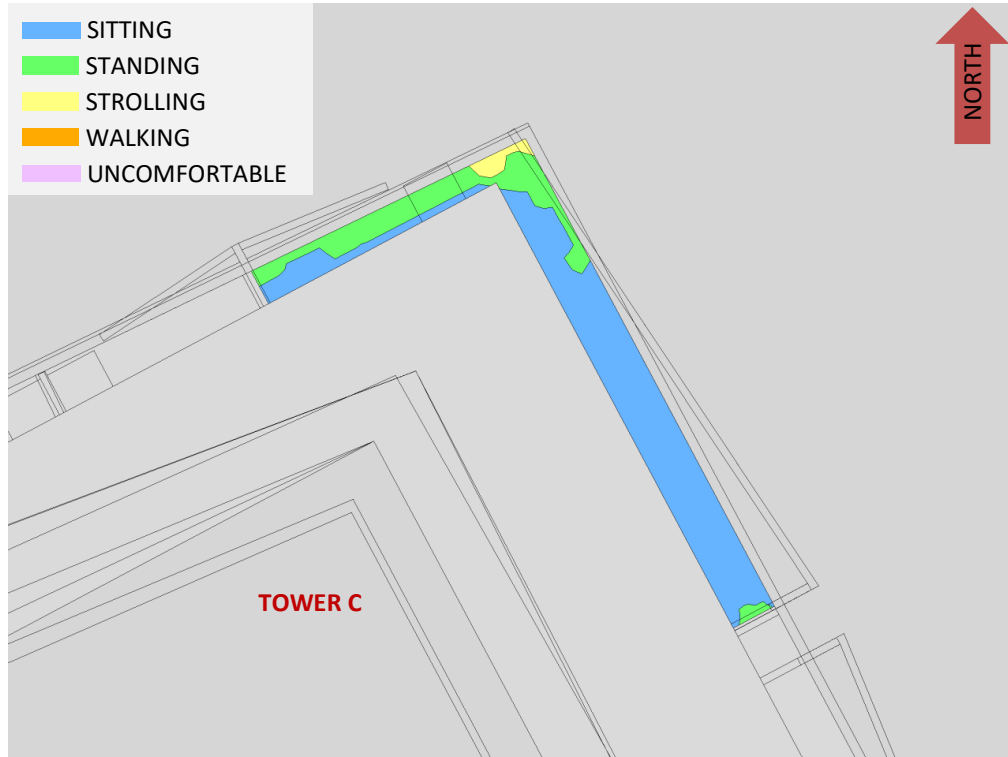 SITTING
STANDING
STROLLING
WALKING
UNCOMFORTABLE
NORTH
TOWER C